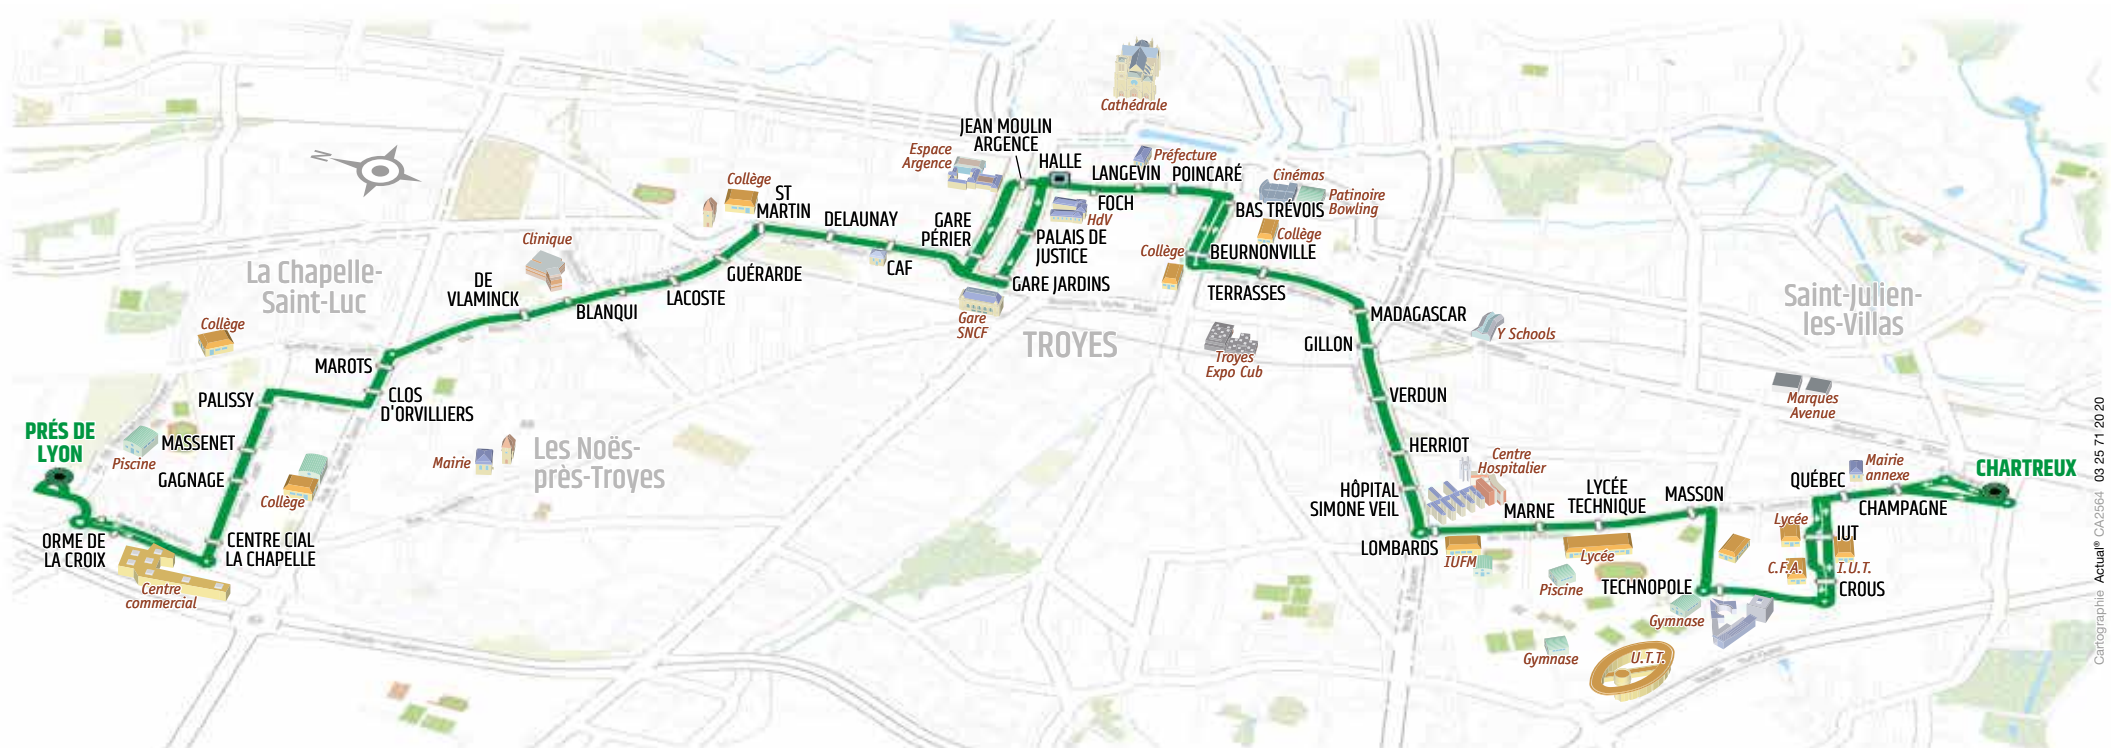 Cathédrale
JEAN MOULIN
ARGENCE
Espace
Argence
HALLE
Préfecture
LANGEVIN
POINCARÉ
Cinémas
Patinoire
Bowling
FOCH
HdV
BAS TRÉVOIS
Collège
Collège
BEURNONVILLE
PALAIS DE
JUSTICE
GARE
PÉRIER
GARE JARDINS
Gare
SNCF
CAF
DELAUNAY
ST
MARTIN
Collège
GUÉRARDE
LACOSTE
BLANQUI
Clinique
DE
VLAMINCK
N
La Chapelle-
Saint-Luc
Collège
MAROTS
CLOS
D'ORVILLIERS
PALISSY
MASSENET
GAGNAGE
Piscine
PRÉS DE
LYON
ORME DE
LA CROIX
CENTRE CIAL
LA CHAPELLE
Centre
commercial
Collège
Mairie
Les Noës-
près-Troyes
TROYES
TERRASSES
MADAGASCAR
Y Schools
GILLON
Troyes
Expo Cub
VERDUN
HERRIOT
Centre
Hospitalier
HÔPITAL
SIMONE VEIL
LOMBARDS
IUFM
MARNE
LYCÉE
TECHNIQUE
Lycée
Piscine
MASSON
TECHNOPOLE
Gymnase
Gymnase
U.T.T.
Saint-Julien-
les-Villas
Marques
Avenue
QUÉBEC
Mairie
annexe
CHAMPAGNE
CHARTREUX
Lycée
IUT
C.F.A.
I.U.T.
CROUS
Cartographie Actual® CA2564 03 25 71 20 20